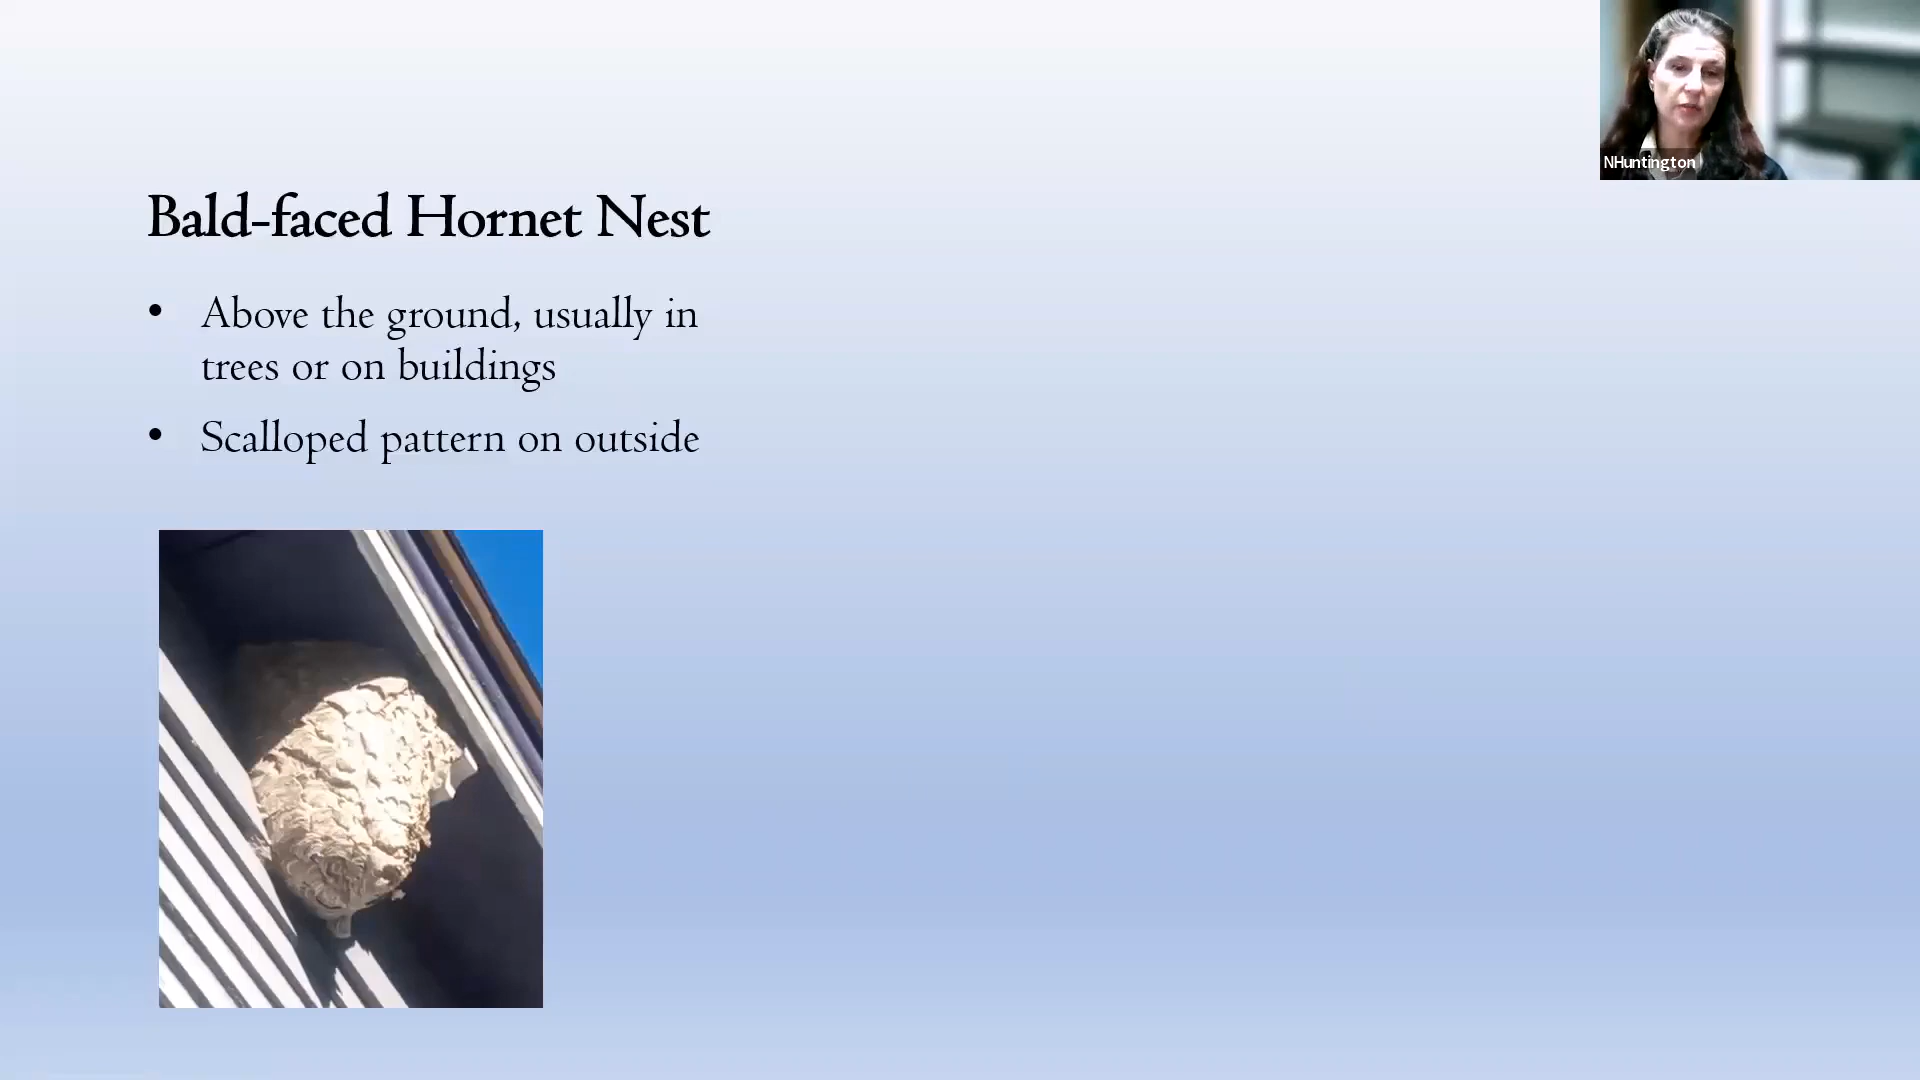 NHuntington
Bald-faced Hornet Nest
• Above the ground, usually in
trees or on buildings
• Scalloped pattern on outside